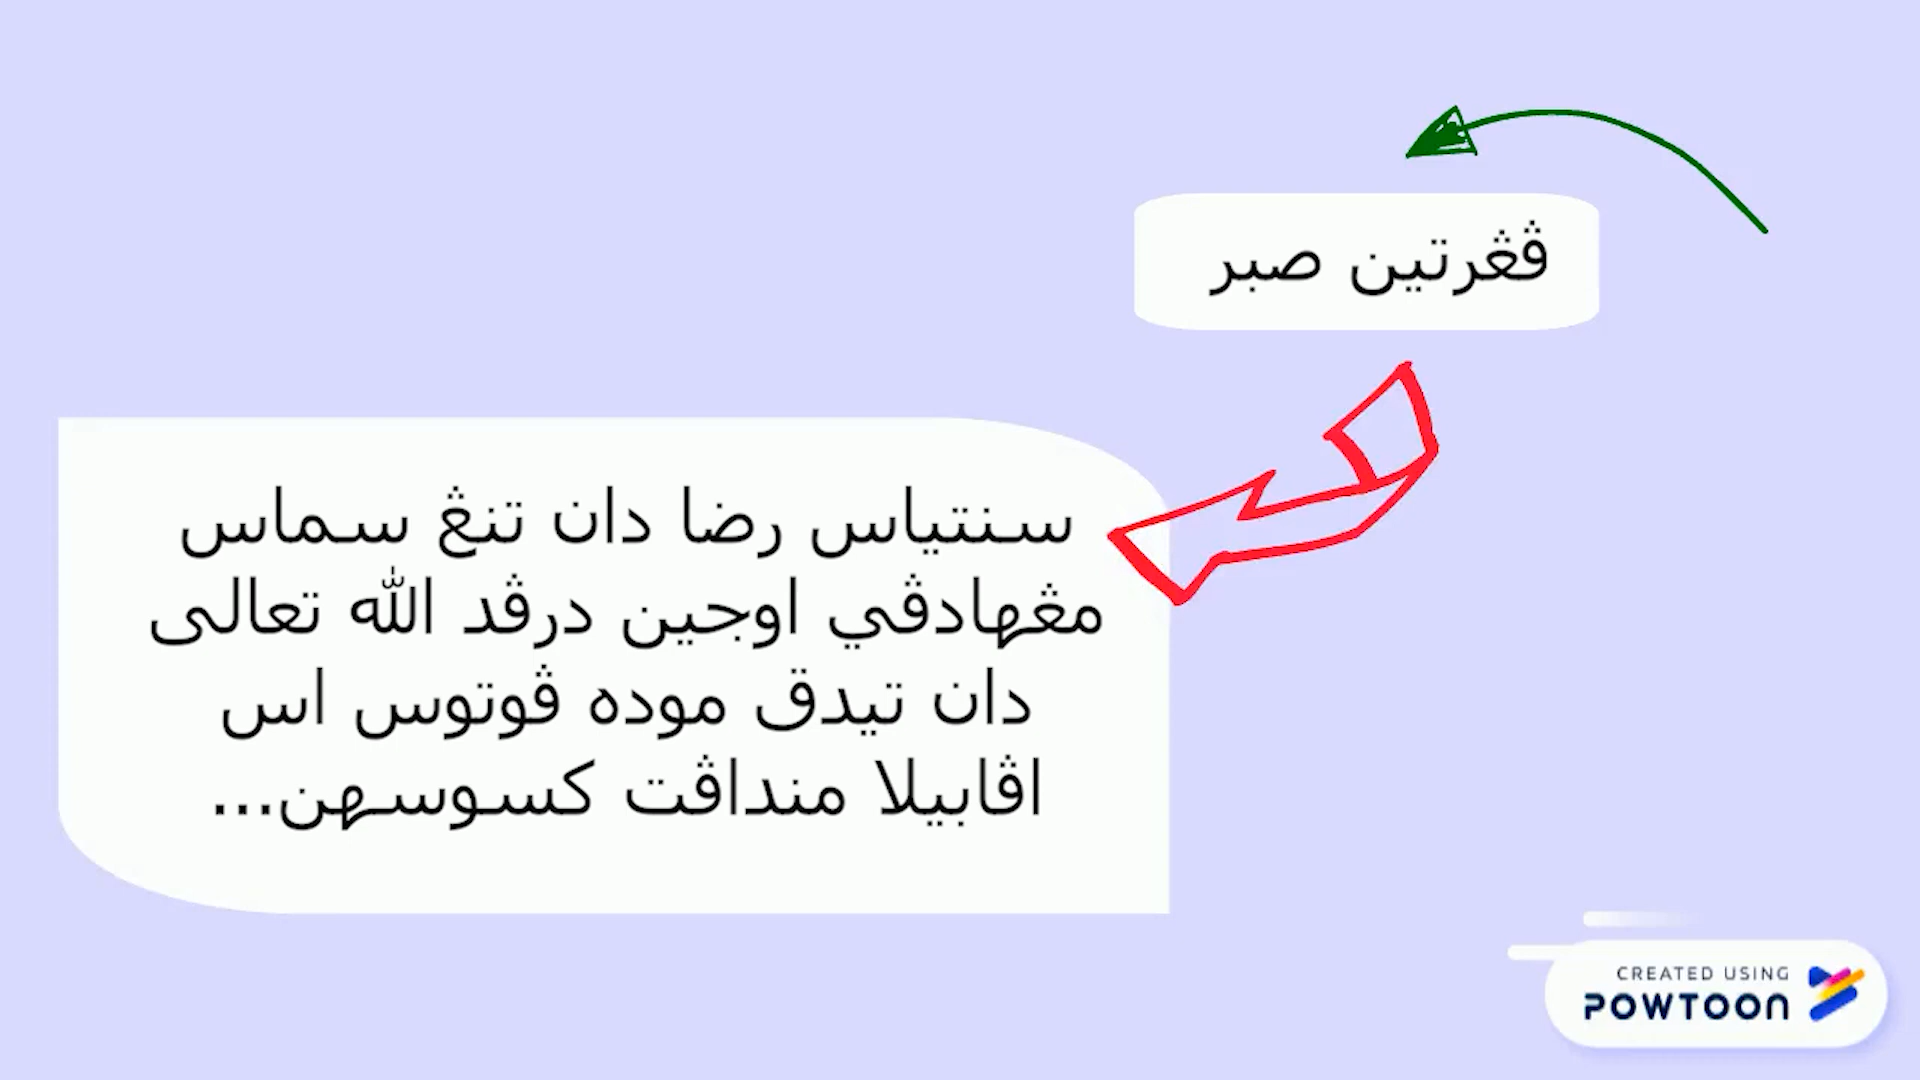 ڤڠرتين صبر
سنتياس رضا دان تنڠ سماس
مڠهادڤي اوجين درڤد الله تعالى
دان تيدق موده ڤوتوس اس
اڤابيلا منداڤت كسوسهن...
CREATED USING
POWTOON